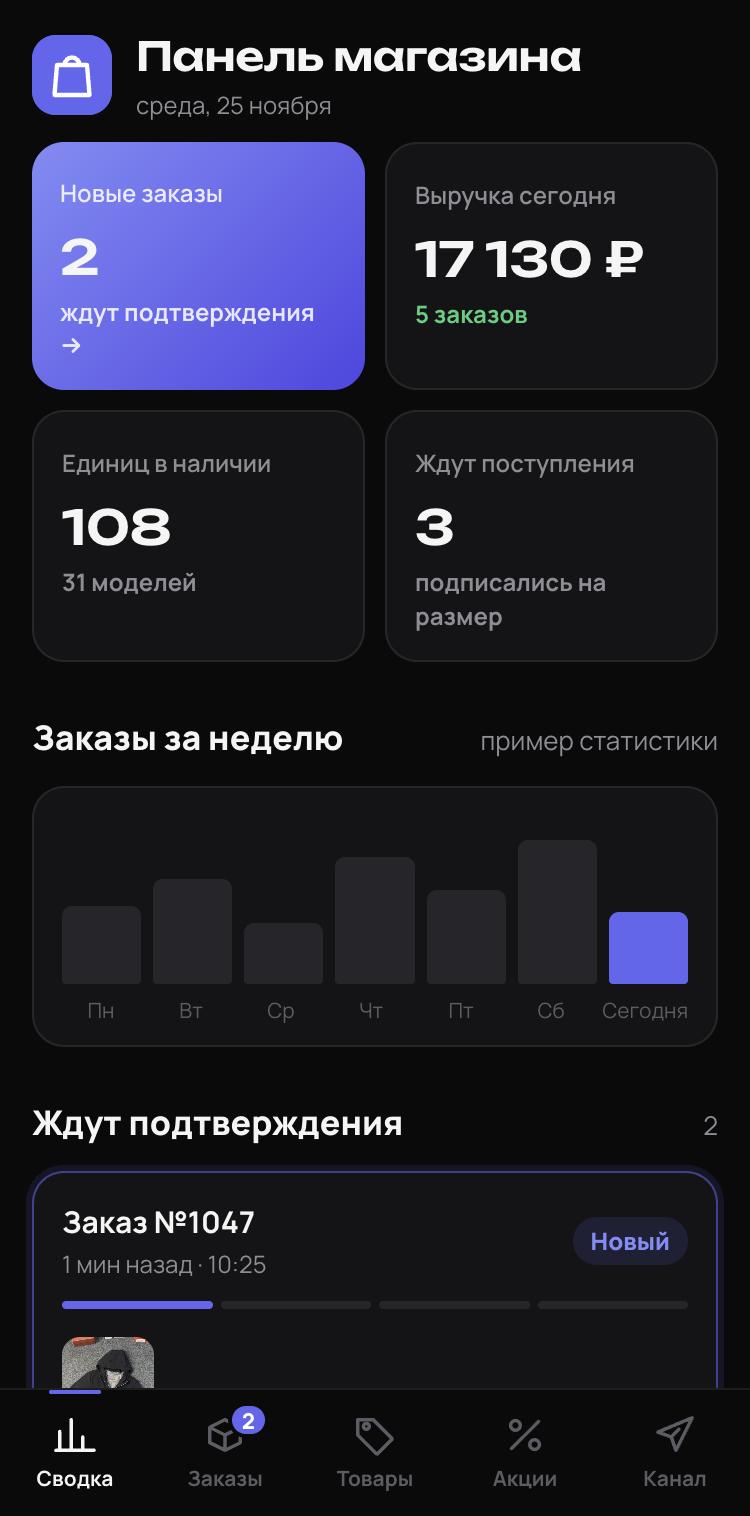 Панель магазина
среда, 25 ноября
Новые заказы
2
ждут подтверждения
→
Выручка сегодня
17 130 ₽
5 заказов
Единиц в наличии
108
31 моделей
Ждут поступления
3
подписались на
размер
Заказы за неделю
пример статистики
Пн Вт Ср Чт Пт Сб Сегодня
Ждут подтверждения
2
Заказ №1047
1 мин назад · 10:25
Новый
2
Сводка Заказы Товары Акции Канал